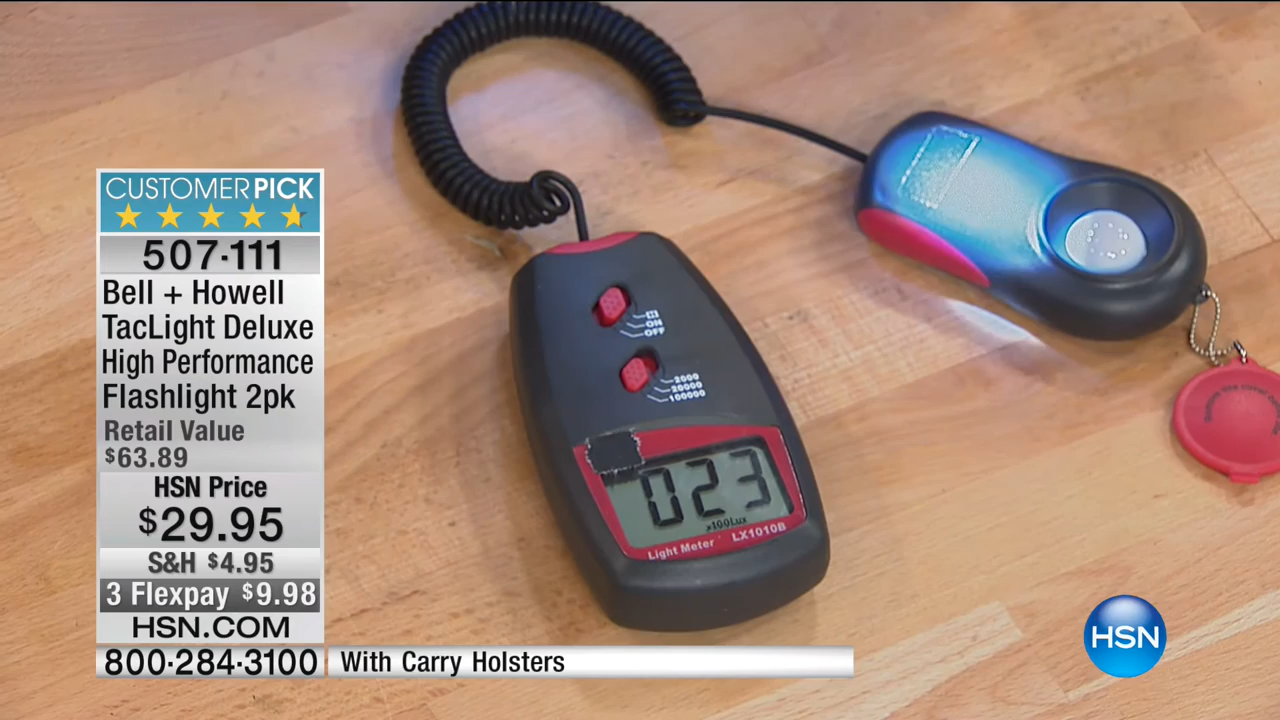 CUSTOMERPICK
507·111
Bell + Howell
TacLight Deluxe
High Performance
Flashlight 2pk
Retail Value
$63.89
HSN Price
$29.95
S&H $4.95
3 Flexpay $9.98
HSN.COM
800·284·3100
With Carry Holsters
ON
OFF
2000
20000
100000
023
x100Lux
Light Meter LX1010B
HSN